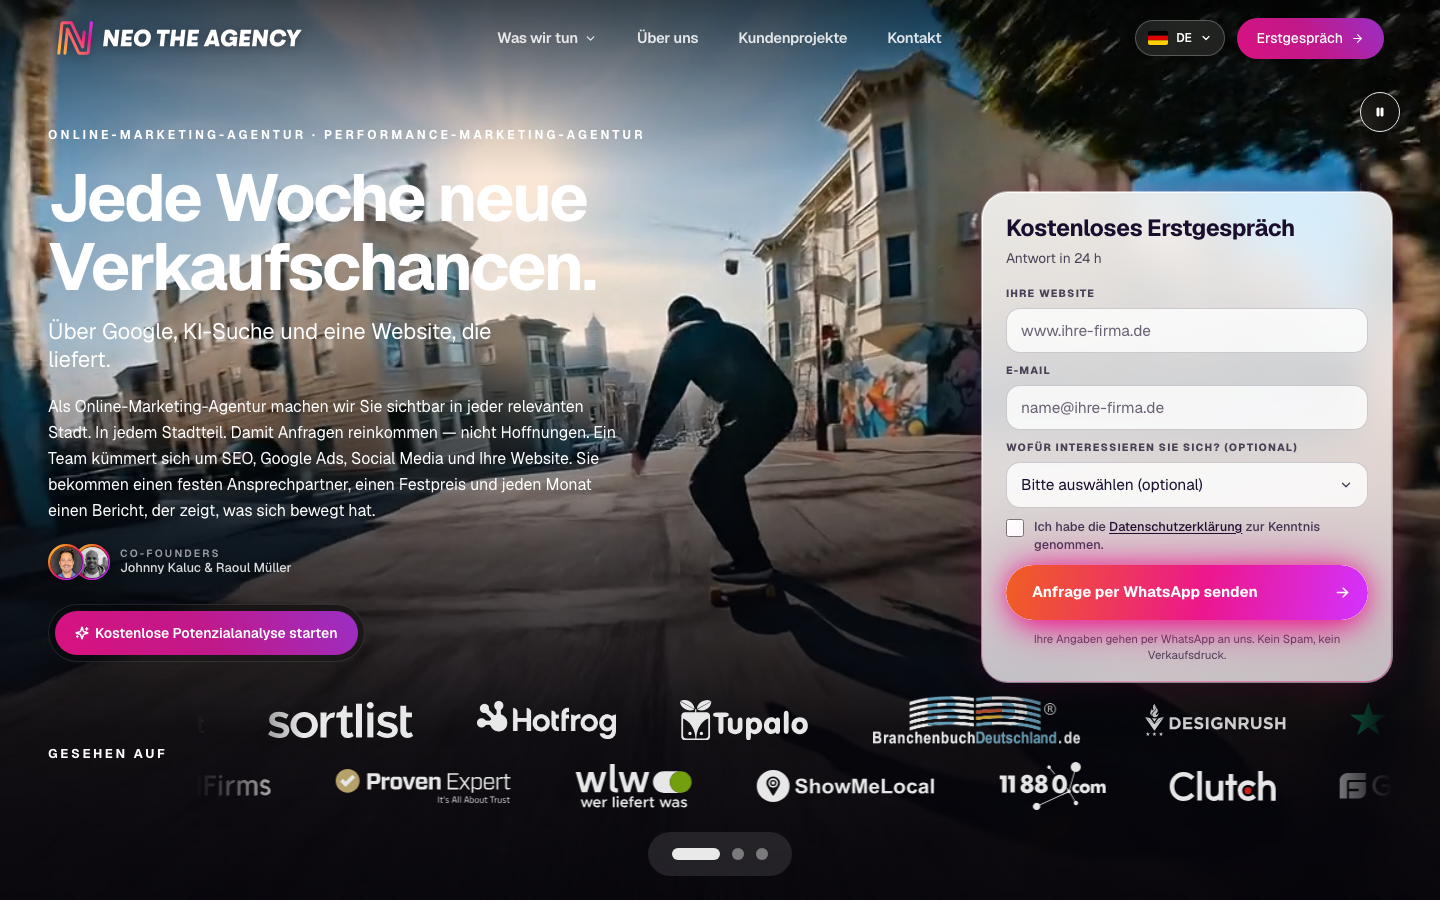 NEO THE AGENCY
Was wir tun
Über uns
Kundenprojekte
Kontakt
DE
Erstgespräch
ONLINE-MARKETING-AGENTUR · PERFORMANCE-MARKETING-AGENTUR
Jede Woche neue
Verkaufschancen.
Über Google, KI-Suche und eine Website, die
liefert.
Als Online-Marketing-Agentur machen wir Sie sichtbar in jeder relevanten
Stadt. In jedem Stadtteil. Damit Anfragen reinkommen — nicht Hoffnungen. Ein
Team kümmert sich um SEO, Google Ads, Social Media und Ihre Website. Sie
bekommen einen festen Ansprechpartner, einen Festpreis und jeden Monat
einen Bericht, der zeigt, was sich bewegt hat.
CO-FOUNDERS
Johnny Kaluc & Raoul Müller
Kostenlose Potenzialanalyse starten
Kostenloses Erstgespräch
Antwort in 24 h
IHRE WEBSITE
www.ihre-firma.de
E-MAIL
name@ihre-firma.de
WOFÜR INTERESSIEREN SIE SICH? (OPTIONAL)
Bitte auswählen (optional)
Ich habe die Datenschutzerklärung zur Kenntnis
genommen.
Anfrage per WhatsApp senden
Ihre Angaben gehen per WhatsApp an uns. Kein Spam, kein
Verkaufsdruck.
GESEHEN AUF
sortlist
Hotfrog
Tupalo
BranchenbuchDeutschland.de ®
DESIGNRUSH
Firms
Proven Expert
It's All About Trust
wlw
wer liefert was
ShowMeLocal
11880.com
Clutch